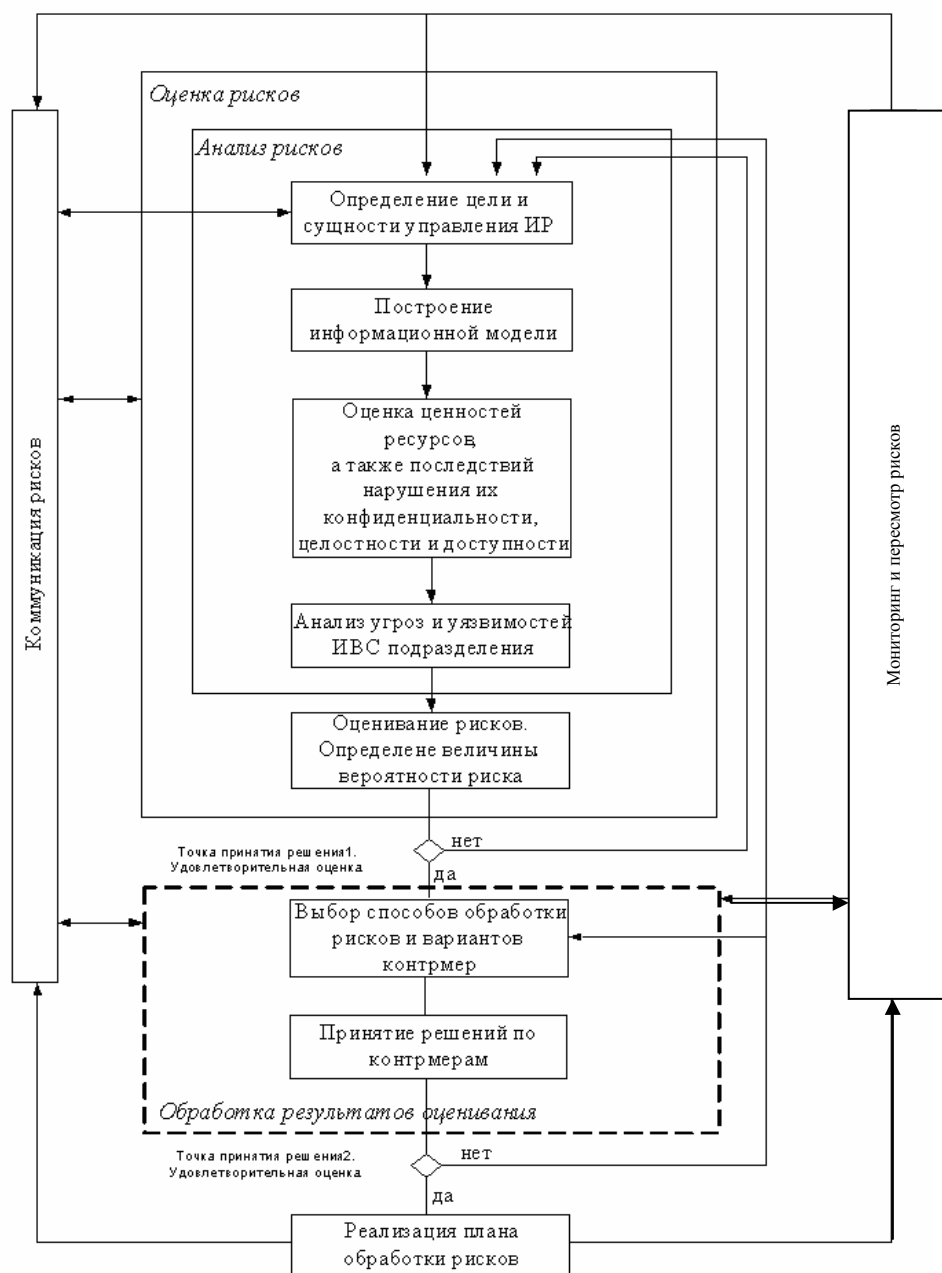 Оценка рисков
Анализ рисков
Определение цели и
сущности управления ИР
Построение
информационной модели
Оценка ценностей
ресурсов,
а также последствий
нарушения их
конфиденциальности,
целостности и доступности
Анализ угроз и уязвимостей
ИВС подразделения
Оценивание рисков.
Определене величины
вероятности риска
нет
Точка принятия решения1.
Удовлетворительная оценка
да
Выбор способов обработки
рисков и вариантов
контрмер
Принятие решений по
контрмерам
Обработка результатов оценивания
Точка принятия решения2.
Удовлетворительная оценка
нет
да
Реализация плана
обработки рисков
Коммуникация рисков
Мониторинг и пересмотр рисков